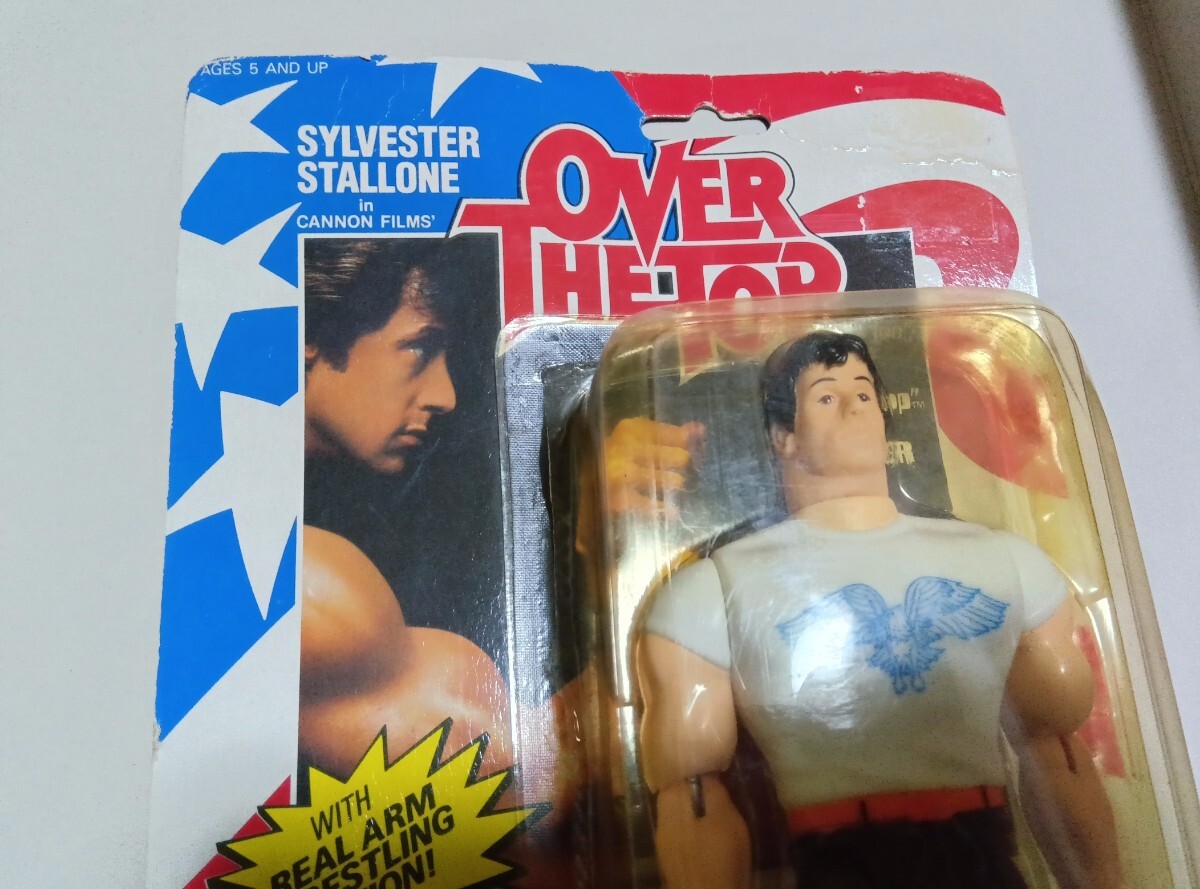 AGES 5 AND UP
SYLVESTER
STALLONE
in
CANNON FILMS'
OVER
THE TOP
WITH
REAL ARM